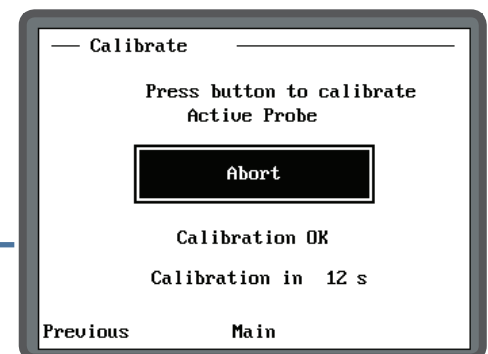 Calibrate
Press button to calibrate
Active Probe
Abort
Calibration OK
Calibration in 12 s
Previous Main